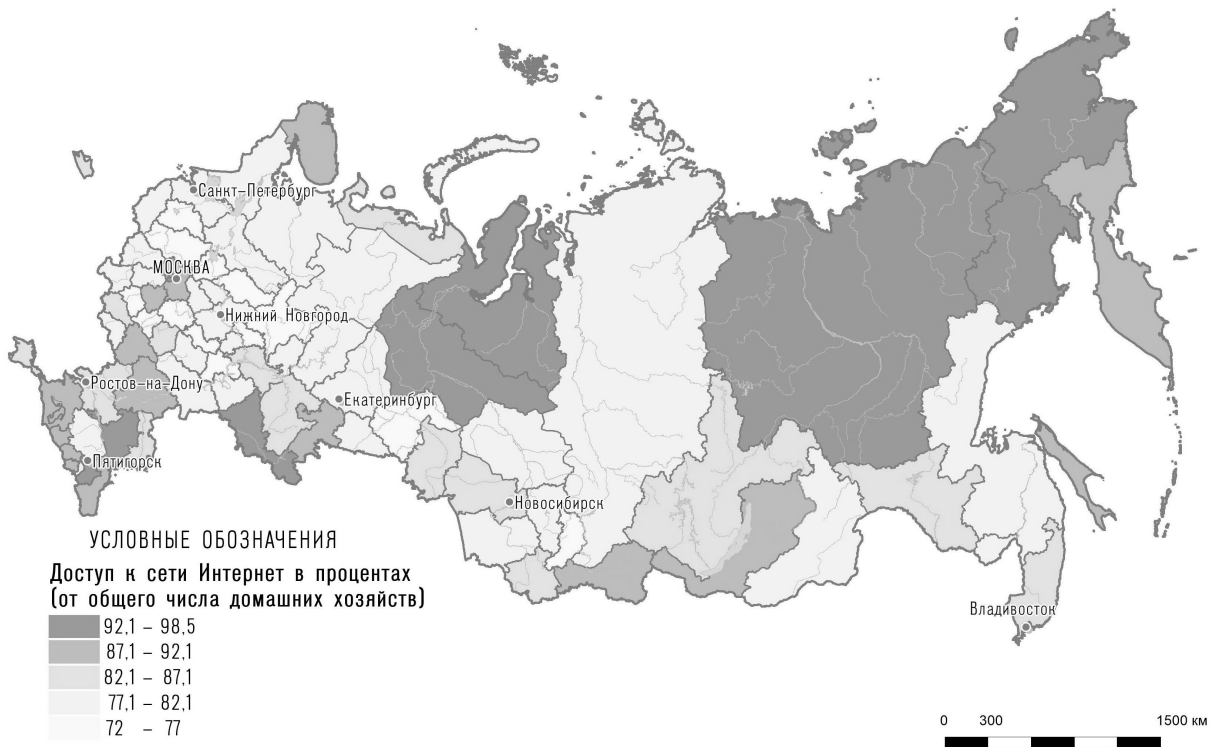 Санкт-Петербург
МОСКВА
Нижний Новгород
Ростов-на-Дону
Екатеринбург
Пятигорск
Новосибирск
Владивосток
УСЛОВНЫЕ ОБОЗНАЧЕНИЯ
Доступ к сети Интернет в процентах
(от общего числа домашних хозяйств)
92,1 – 98,5
87,1 – 92,1
82,1 – 87,1
77,1 – 82,1
72 – 77
0 300 1500 км